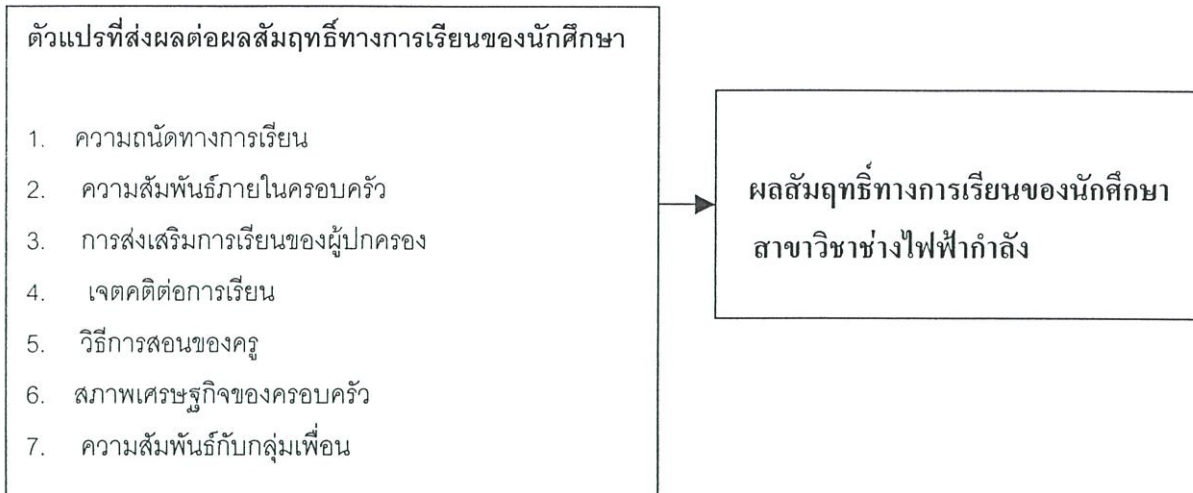 ตัวแปรที่ส่งผลต่อผลสัมฤทธิ์ทางการเรียนของนักศึกษา
1. ความถนัดทางการเรียน
2. ความสัมพันธ์ภายในครอบครัว
3. การส่งเสริมการเรียนของผู้ปกครอง
4. เจตคติต่อการเรียน
5. วิธีการสอนของครู
6. สภาพเศรษฐกิจของครอบครัว
7. ความสัมพันธ์กับกลุ่มเพื่อน
ผลสัมฤทธิ์ทางการเรียนของนักศึกษา
สาขาวิชาช่างไฟฟ้ากำลัง